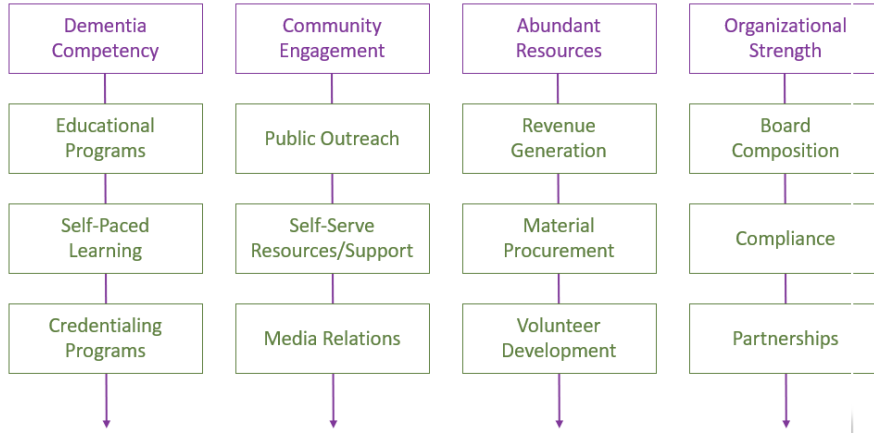 Dementia
Competency
Community
Engagement
Abundant
Resources
Organizational
Strength
Educational
Programs
Public Outreach
Revenue
Generation
Board
Composition
Self-Paced
Learning
Self-Serve
Resources/Support
Material
Procurement
Compliance
Credentialing
Programs
Media Relations
Volunteer
Development
Partnerships